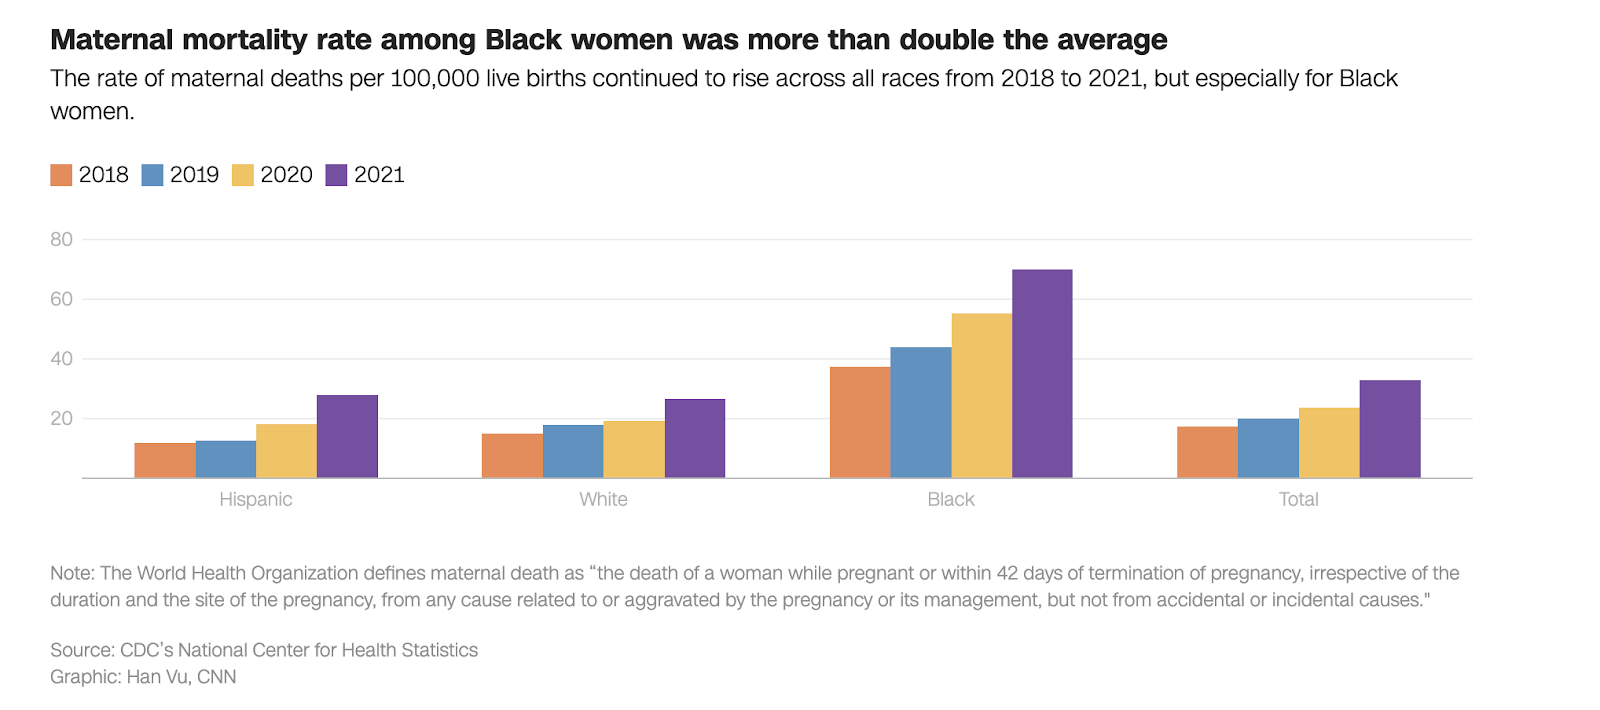 Maternal mortality rate among Black women was more than double the average
The rate of maternal deaths per 100,000 live births continued to rise across all races from 2018 to 2021, but especially for Black
women.
2018 2019 2020 2021
80
60
40
20
Hispanic White Black Total
Note: The World Health Organization defines maternal death as “the death of a woman while pregnant or within 42 days of termination of pregnancy, irrespective of the
duration and the site of the pregnancy, from any cause related to or aggravated by the pregnancy or its management, but not from accidental or incidental causes."
Source: CDC's National Center for Health Statistics
Graphic: Han Vu, CNN